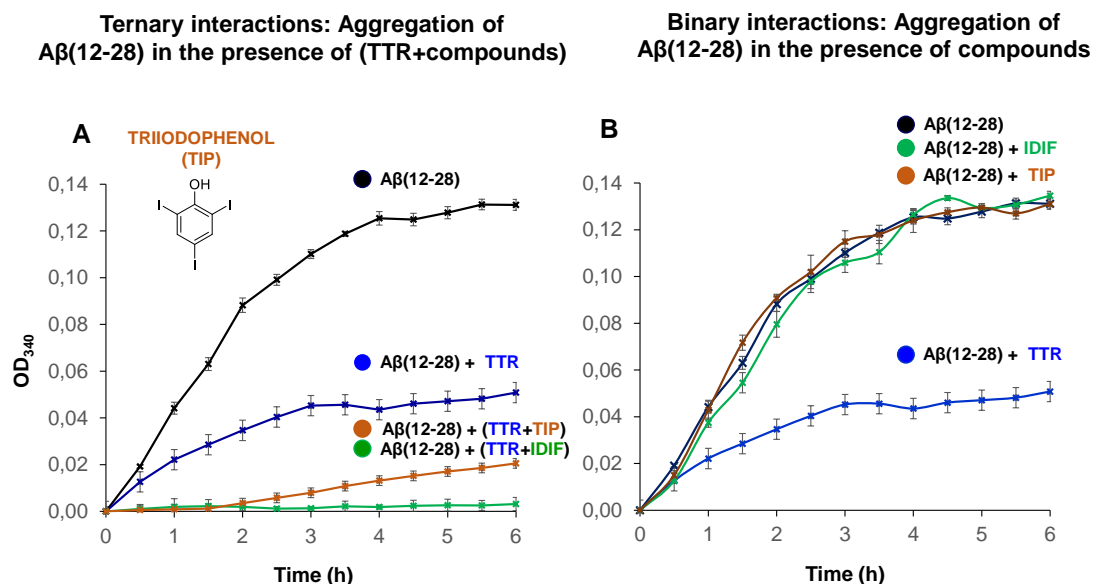 Ternary interactions: Aggregation of
Aβ(12-28) in the presence of (TTR+compounds)
Binary interactions: Aggregation of
Aβ(12-28) in the presence of compounds
A
TRIIODOPHENOL
(TIP)
OH
I
I
I
Aβ(12-28)
Aβ(12-28) + TTR
Aβ(12-28) + (TTR+TIP)
Aβ(12-28) + (TTR+IDIF)
OD340
0,14
0,12
0,10
0,08
0,06
0,04
0,02
0,00
0 1 2 3 4 5 6
Time (h)
B
Aβ(12-28)
Aβ(12-28) + IDIF
Aβ(12-28) + TIP
Aβ(12-28) + TTR
0,14
0,12
0,10
0,08
0,06
0,04
0,02
0,00
0 1 2 3 4 5 6
Time (h)